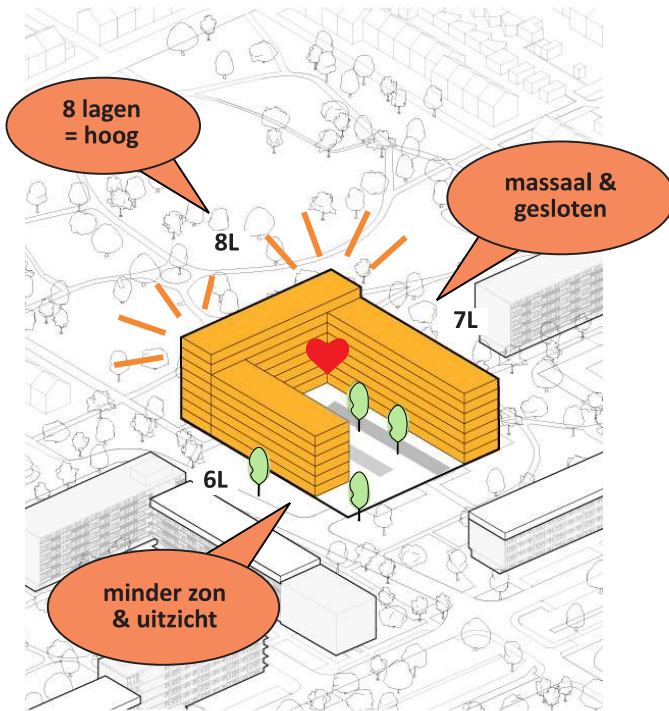 8 lagen
= hoog
massaal &
gesloten
8L
7L
6L
minder zon
& uitzicht